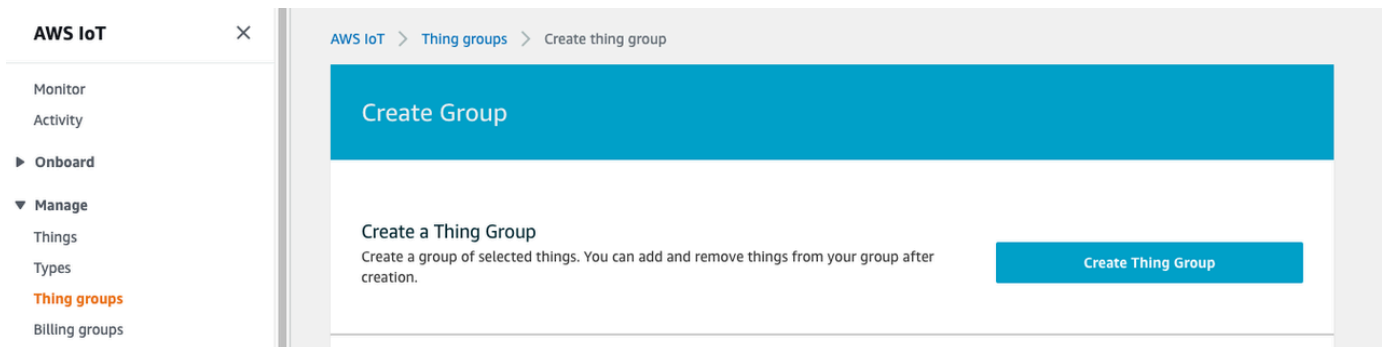 AWS IoT
Monitor
Activity
Onboard
Manage
Things
Types
Thing groups
Billing groups
AWS IoT > Thing groups > Create thing group
Create Group
Create a Thing Group
Create a group of selected things. You can add and remove things from your group after
creation.
Create Thing Group